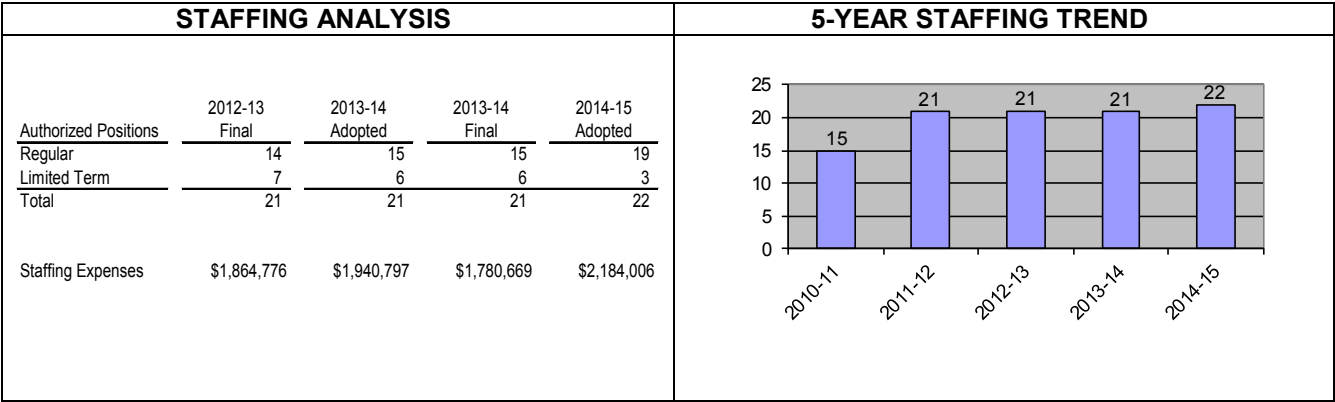 STAFFING ANALYSIS
2012-13 2013-14 2013-14 2014-15
Authorized Positions Final Adopted Final Adopted
Regular 14 15 15 19
Limited Term 7 6 6 3
Total 21 21 21 22
Staffing Expenses $1,864,776 $1,940,797 $1,780,669 $2,184,006
5-YEAR STAFFING TREND
25
20
15
10
5
0
15 21 21 21 22
2010-11 2011-12 2012-13 2013-14 2014-15